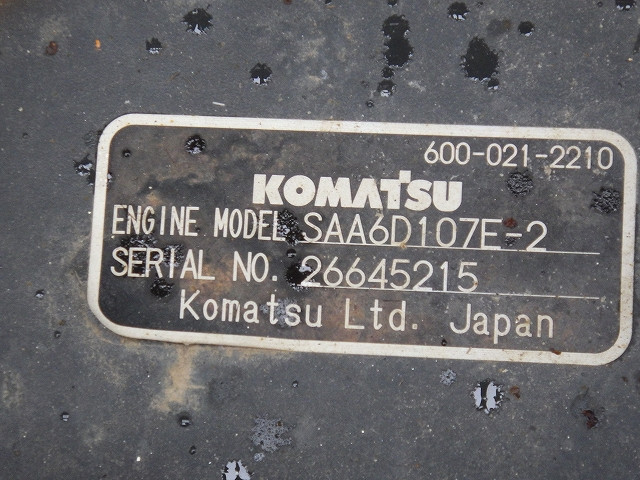 600-021-2210
KOMATSU
ENGINE MODEL SAA6D107E-2
SERIAL NO. 26645215
Komatsu Ltd. Japan